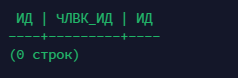 ИД | ЧЛВК_ИД | ИД
----+---------+----
(0 строк)